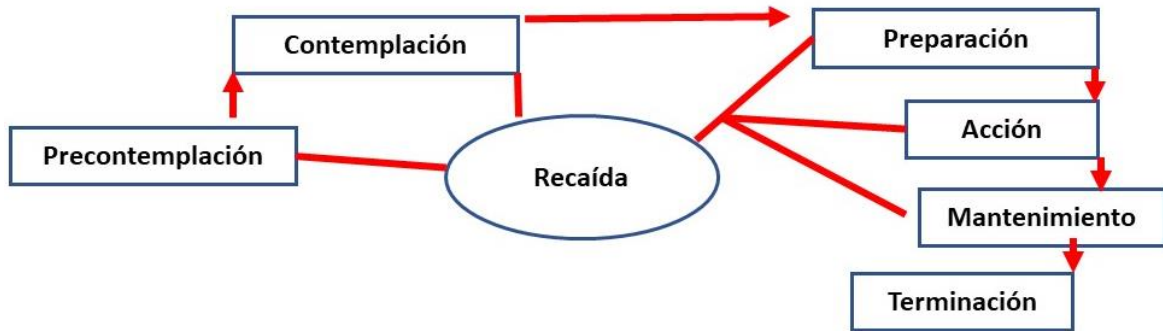 Contemplación
Preparación
Precontemplación
Acción
Recaída
Mantenimiento
Terminación